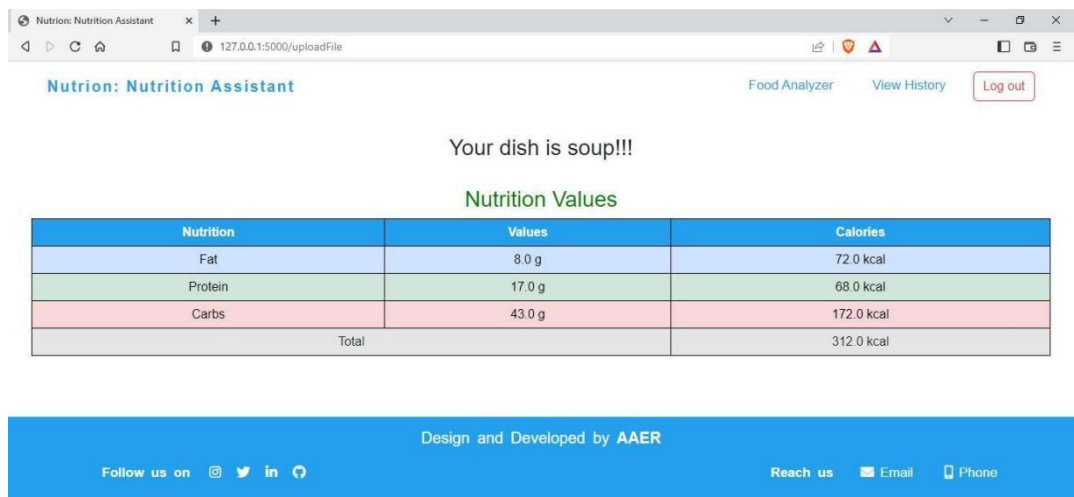 Nutrion: Nutrition Assistant
127.0.0.1:5000/uploadFile
Nutrion: Nutrition Assistant Food Analyzer View History Log out
Your dish is soup!!!
Nutrition Values
Nutrition Values Calories
Fat 8.0 g 72.0 kcal
Protein 17.0 g 68.0 kcal
Carbs 43.0 g 172.0 kcal
Total 312.0 kcal
Design and Developed by AAER
Follow us on in Reach us Email Phone